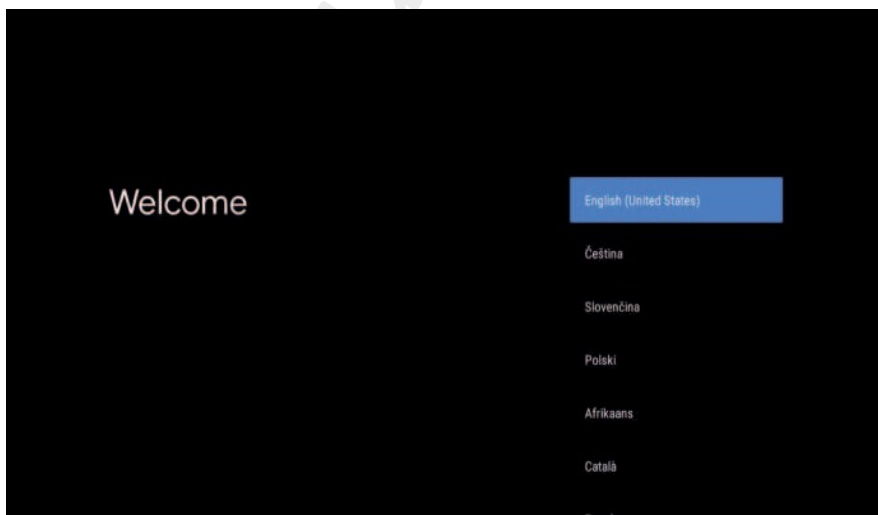 Welcome
English (United States)
Čeština
Slovenčina
Polski
Afrikaans
Català